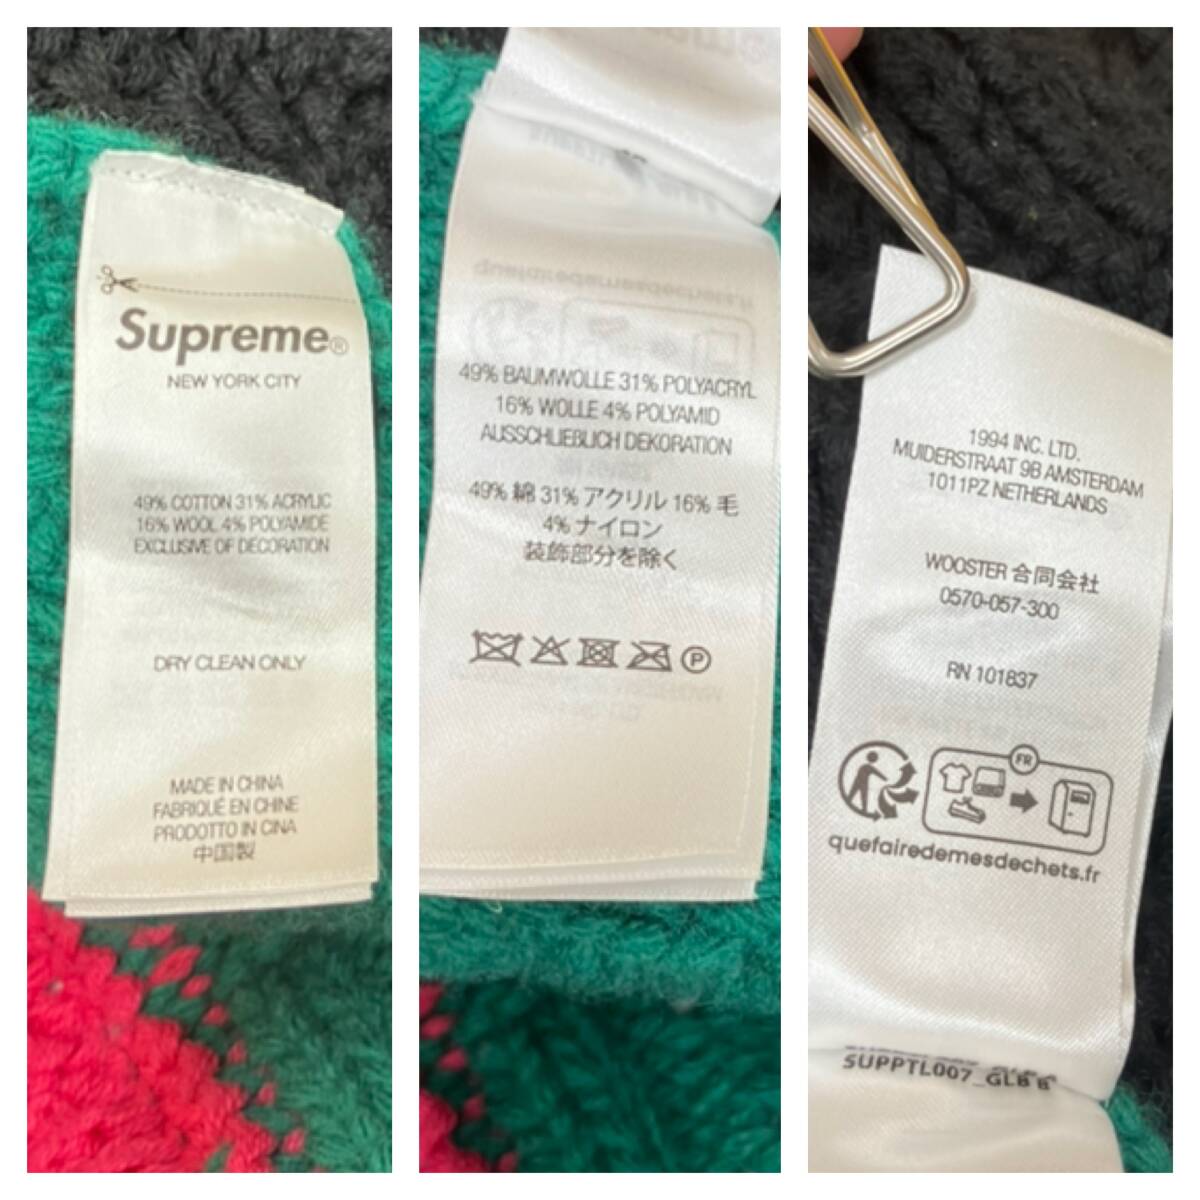 Supreme®
NEW YORK CITY
49% COTTON 31% ACRYLIC
16% WOOL 4% POLYAMIDE
EXCLUSIVE OF DECORATION
DRY CLEAN ONLY
MADE IN CHINA
FABRIQUÉ EN CHINE
PRODOTTO IN CINA
中国製
49% BAUMWOLLE 31% POLYACRYL
16% WOLLE 4% POLYAMID
AUSSCHLIEßLICH DEKORATION
49% 綿 31% アクリル 16% 毛
4% ナイロン
装飾部分を除く
P
1994 INC. LTD.
MUIDERSTRAAT 9B AMSTERDAM
1011PZ NETHERLANDS
WOOSTER 合同会社
0570-057-300
RN 101837
FR
quefairedemesdechets.fr
SUPPTL007_GLB B